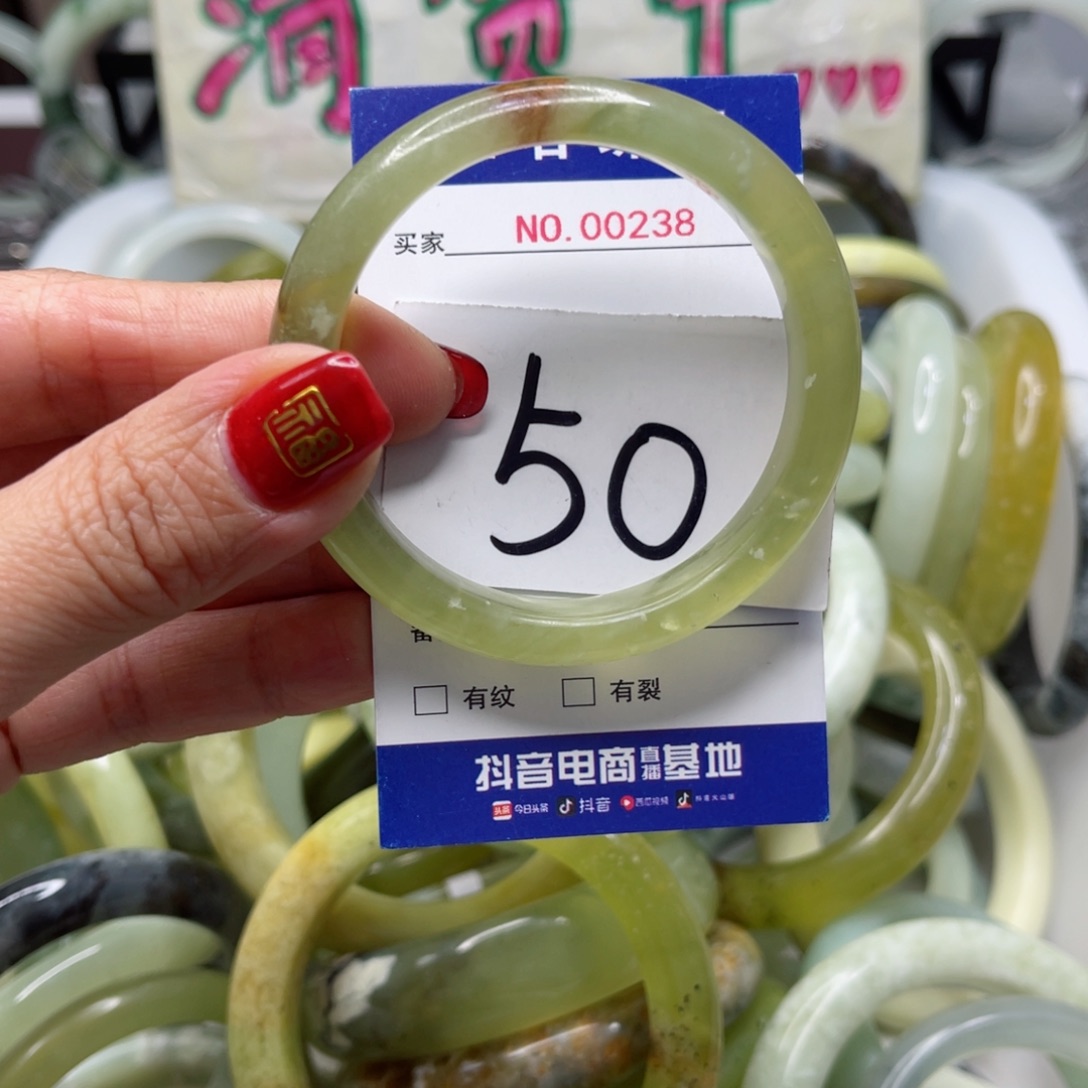 NO.00238
买家
50
福
有纹
有裂
抖音电商直播基地
今日头条 抖音 西瓜视频